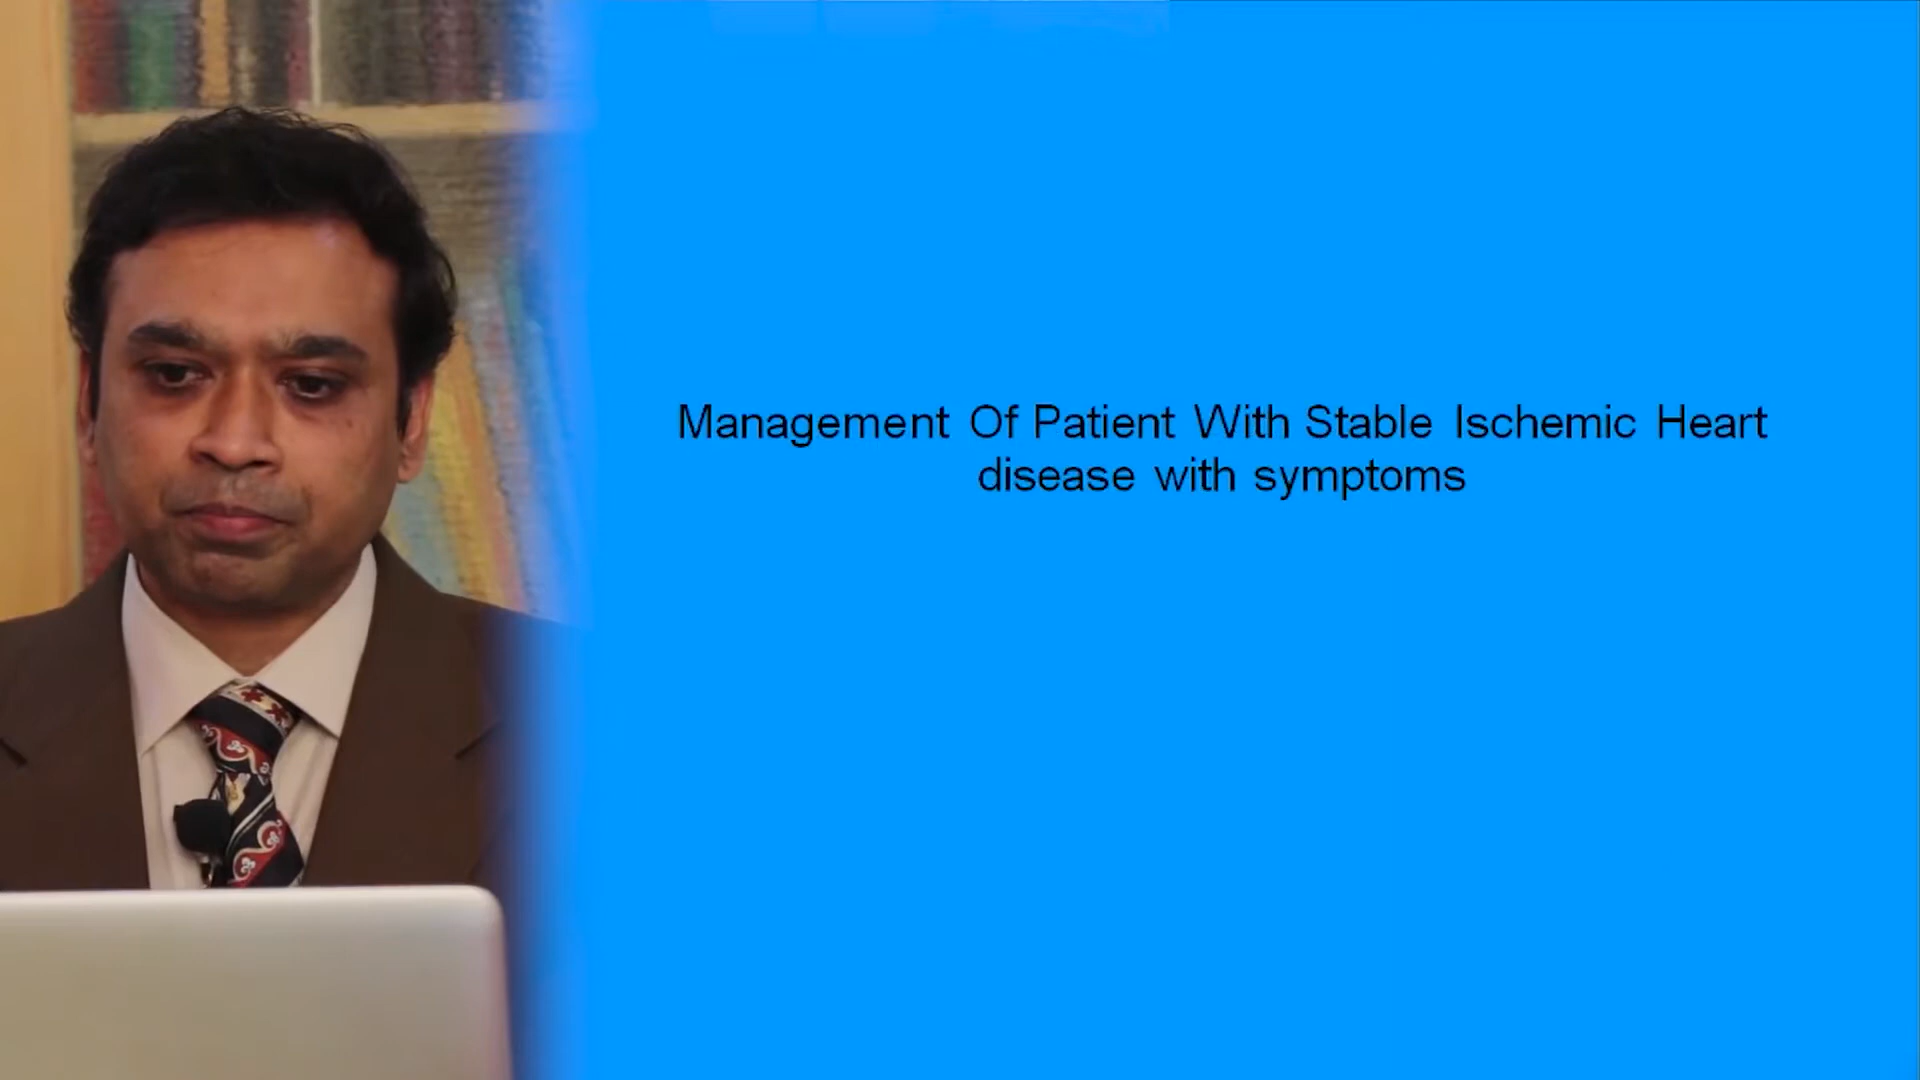 Management Of Patient With Stable Ischemic Heart
disease with symptoms